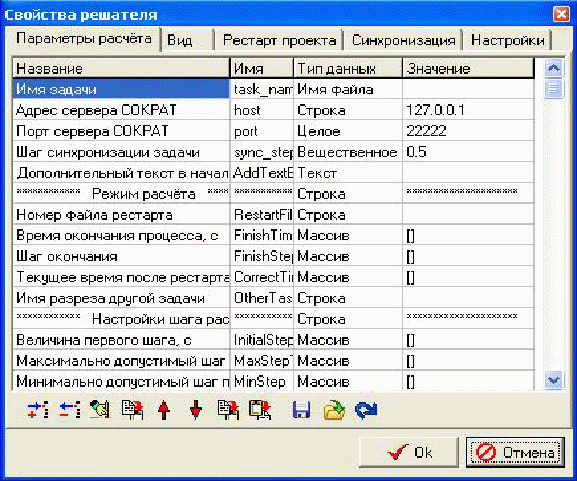 Свойства решателя
Параметры расчёта Вид Рестарт проекта Синхронизация Настройки
Название Имя Тип данных Значение
Имя задачи task_nam Имя файла
Адрес сервера СОКРАТ host Строка 127.0.0.1
Порт сервера СОКРАТ port Целое 22222
Шаг синхронизации задачи sync_step Вещественное 0.5
Дополнительный текст в начал AddTextB Текст
*********** Режим расчёта **** Строка *******************
Номер файла рестарта RestartFil Строка
Время окончания процесса, с FinishTim Массив []
Шаг окончания FinishStep Массив []
Текущее время после рестарта CorrectTi Массив []
Имя разреза другой задачи OtherTas Строка
*********** Настройки шага рас Строка *******************
Величина первого шага, с InitialStep Массив []
Максимально допустимый шаг MaxStep Массив []
Минимально допустимый шаг п MinStep Массив []
Ok Отмена